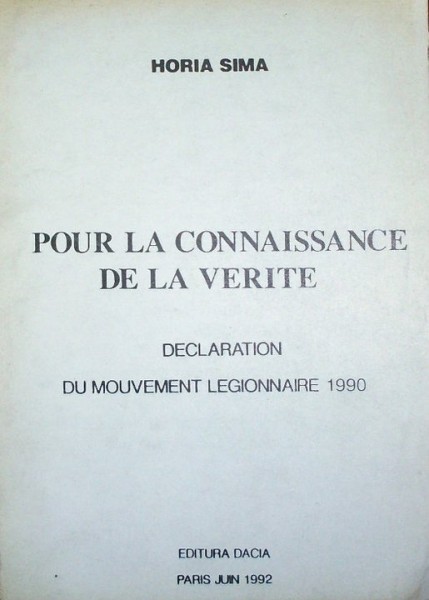 HORIA SIMA
POUR LA CONNAISSANCE
DE LA VERITE
DECLARATION
DU MOUVEMENT LEGIONNAIRE 1990
EDITURA DACIA
PARIS JUIN 1992